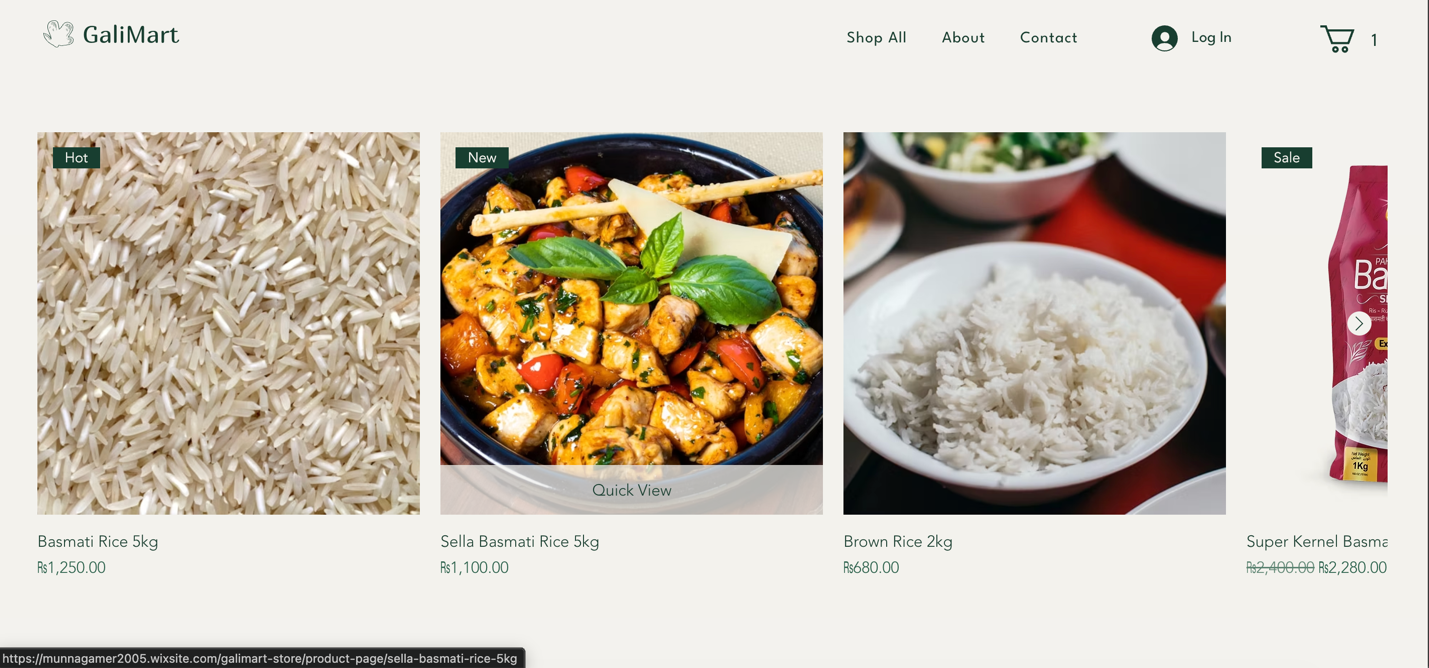 GaliMart
Shop All
About
Contact
Log In
1
Hot
New
Sale
Ba
1Kg
Quick View
Basmati Rice 5kg
₨1,250.00
Sella Basmati Rice 5kg
₨1,100.00
Brown Rice 2kg
₨680.00
Super Kernel Basma
₨2,400.00 ₨2,280.00
https://munnagamer2005.wixsite.com/galimart-store/product-page/sella-basmati-rice-5kg